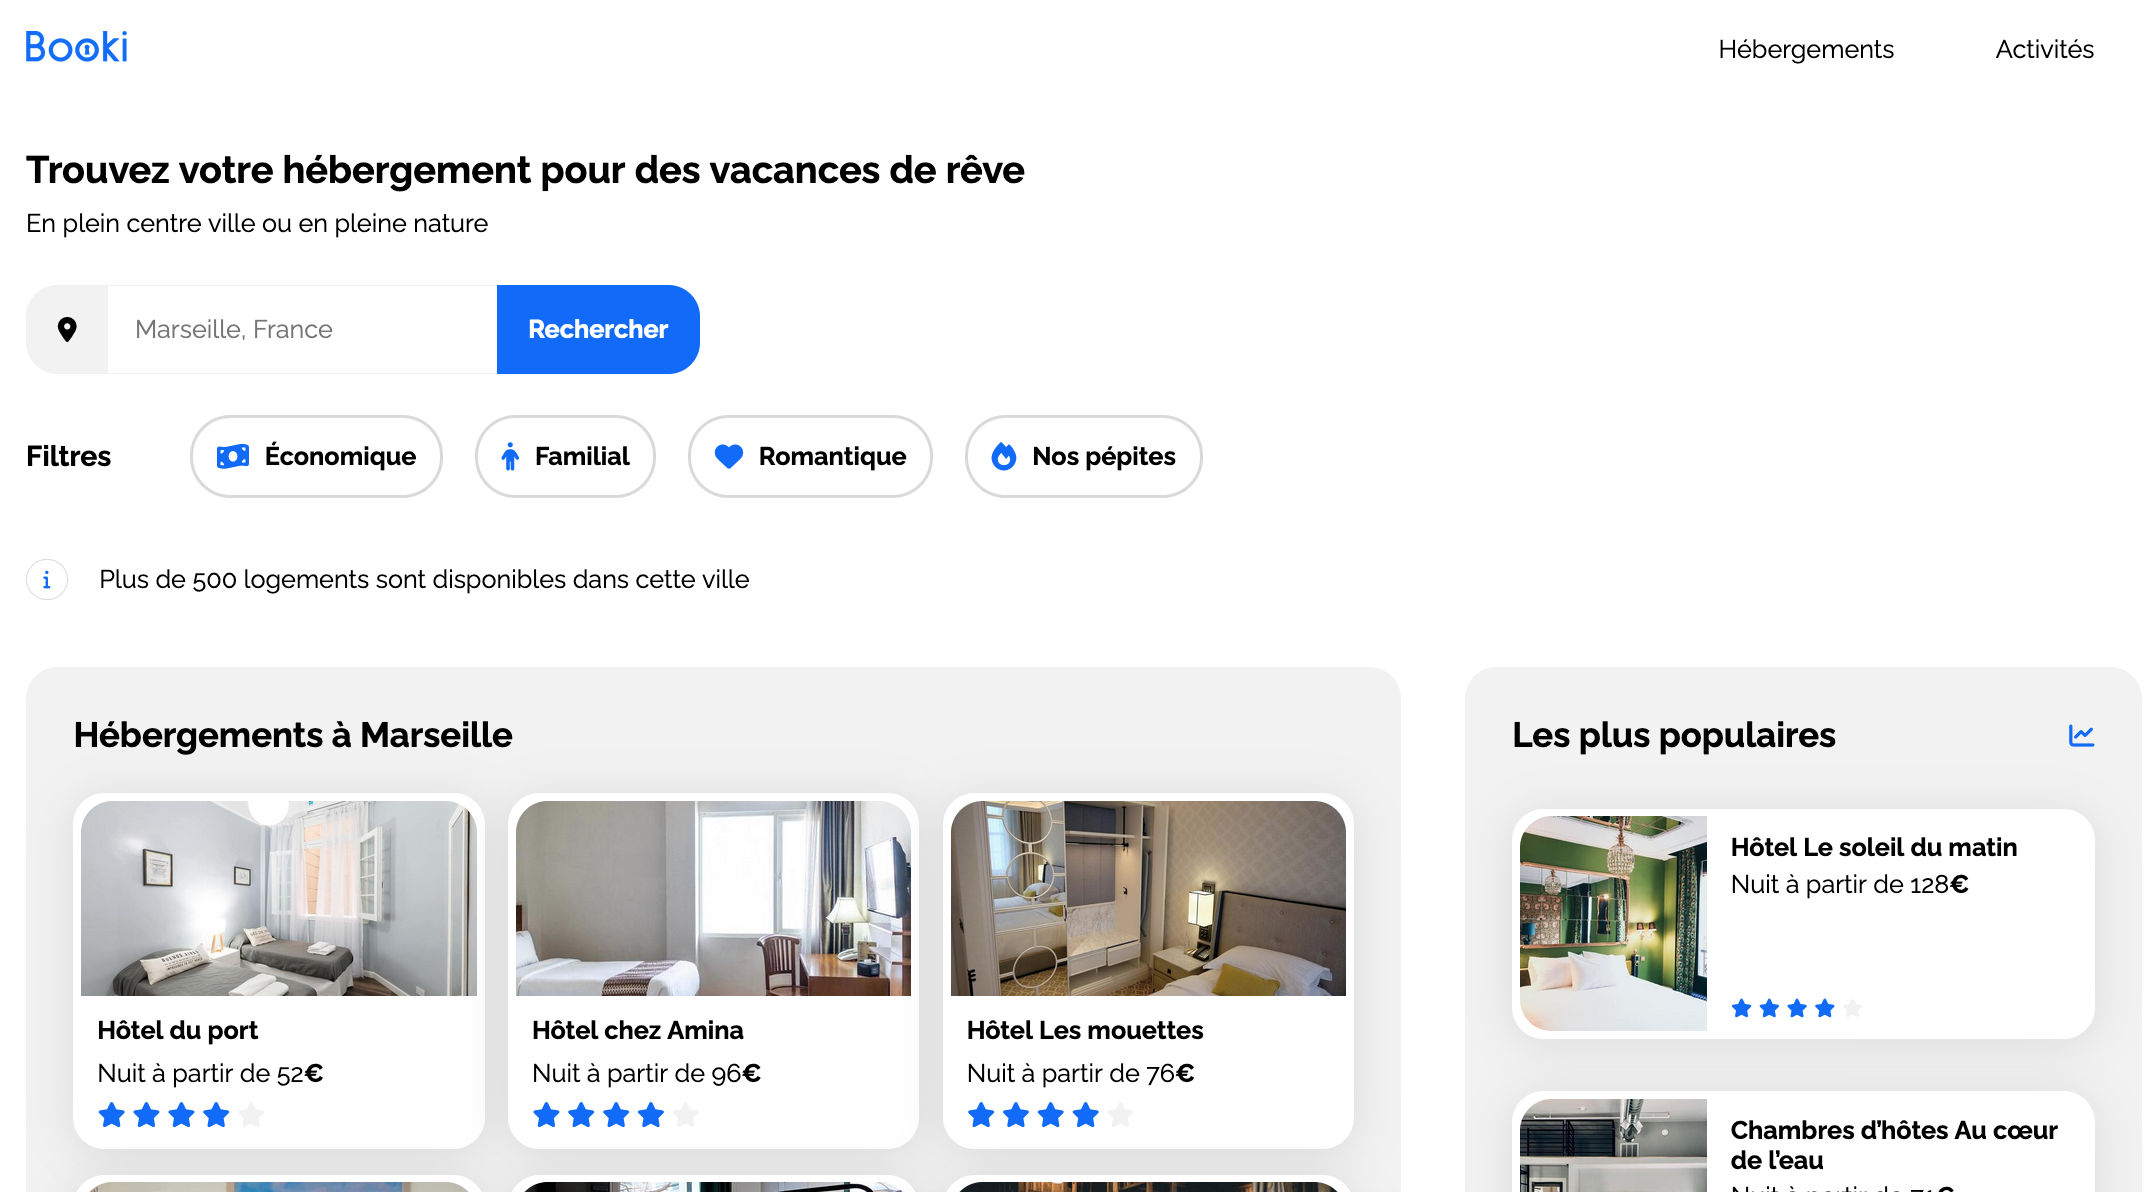 Booki
Hébergements
Activités
Trouvez votre hébergement pour des vacances de rêve
En plein centre ville ou en pleine nature
Marseille, France
Rechercher
Filtres
Économique
Familial
Romantique
Nos pépites
Plus de 500 logements sont disponibles dans cette ville
Hébergements à Marseille
Hôtel du port
Nuit à partir de 52€
Hôtel chez Amina
Nuit à partir de 96€
Hôtel Les mouettes
Nuit à partir de 76€
Les plus populaires
Hôtel Le soleil du matin
Nuit à partir de 128€
Chambres d’hôtes Au cœur
de l’eau
Nuit à partir de 71€